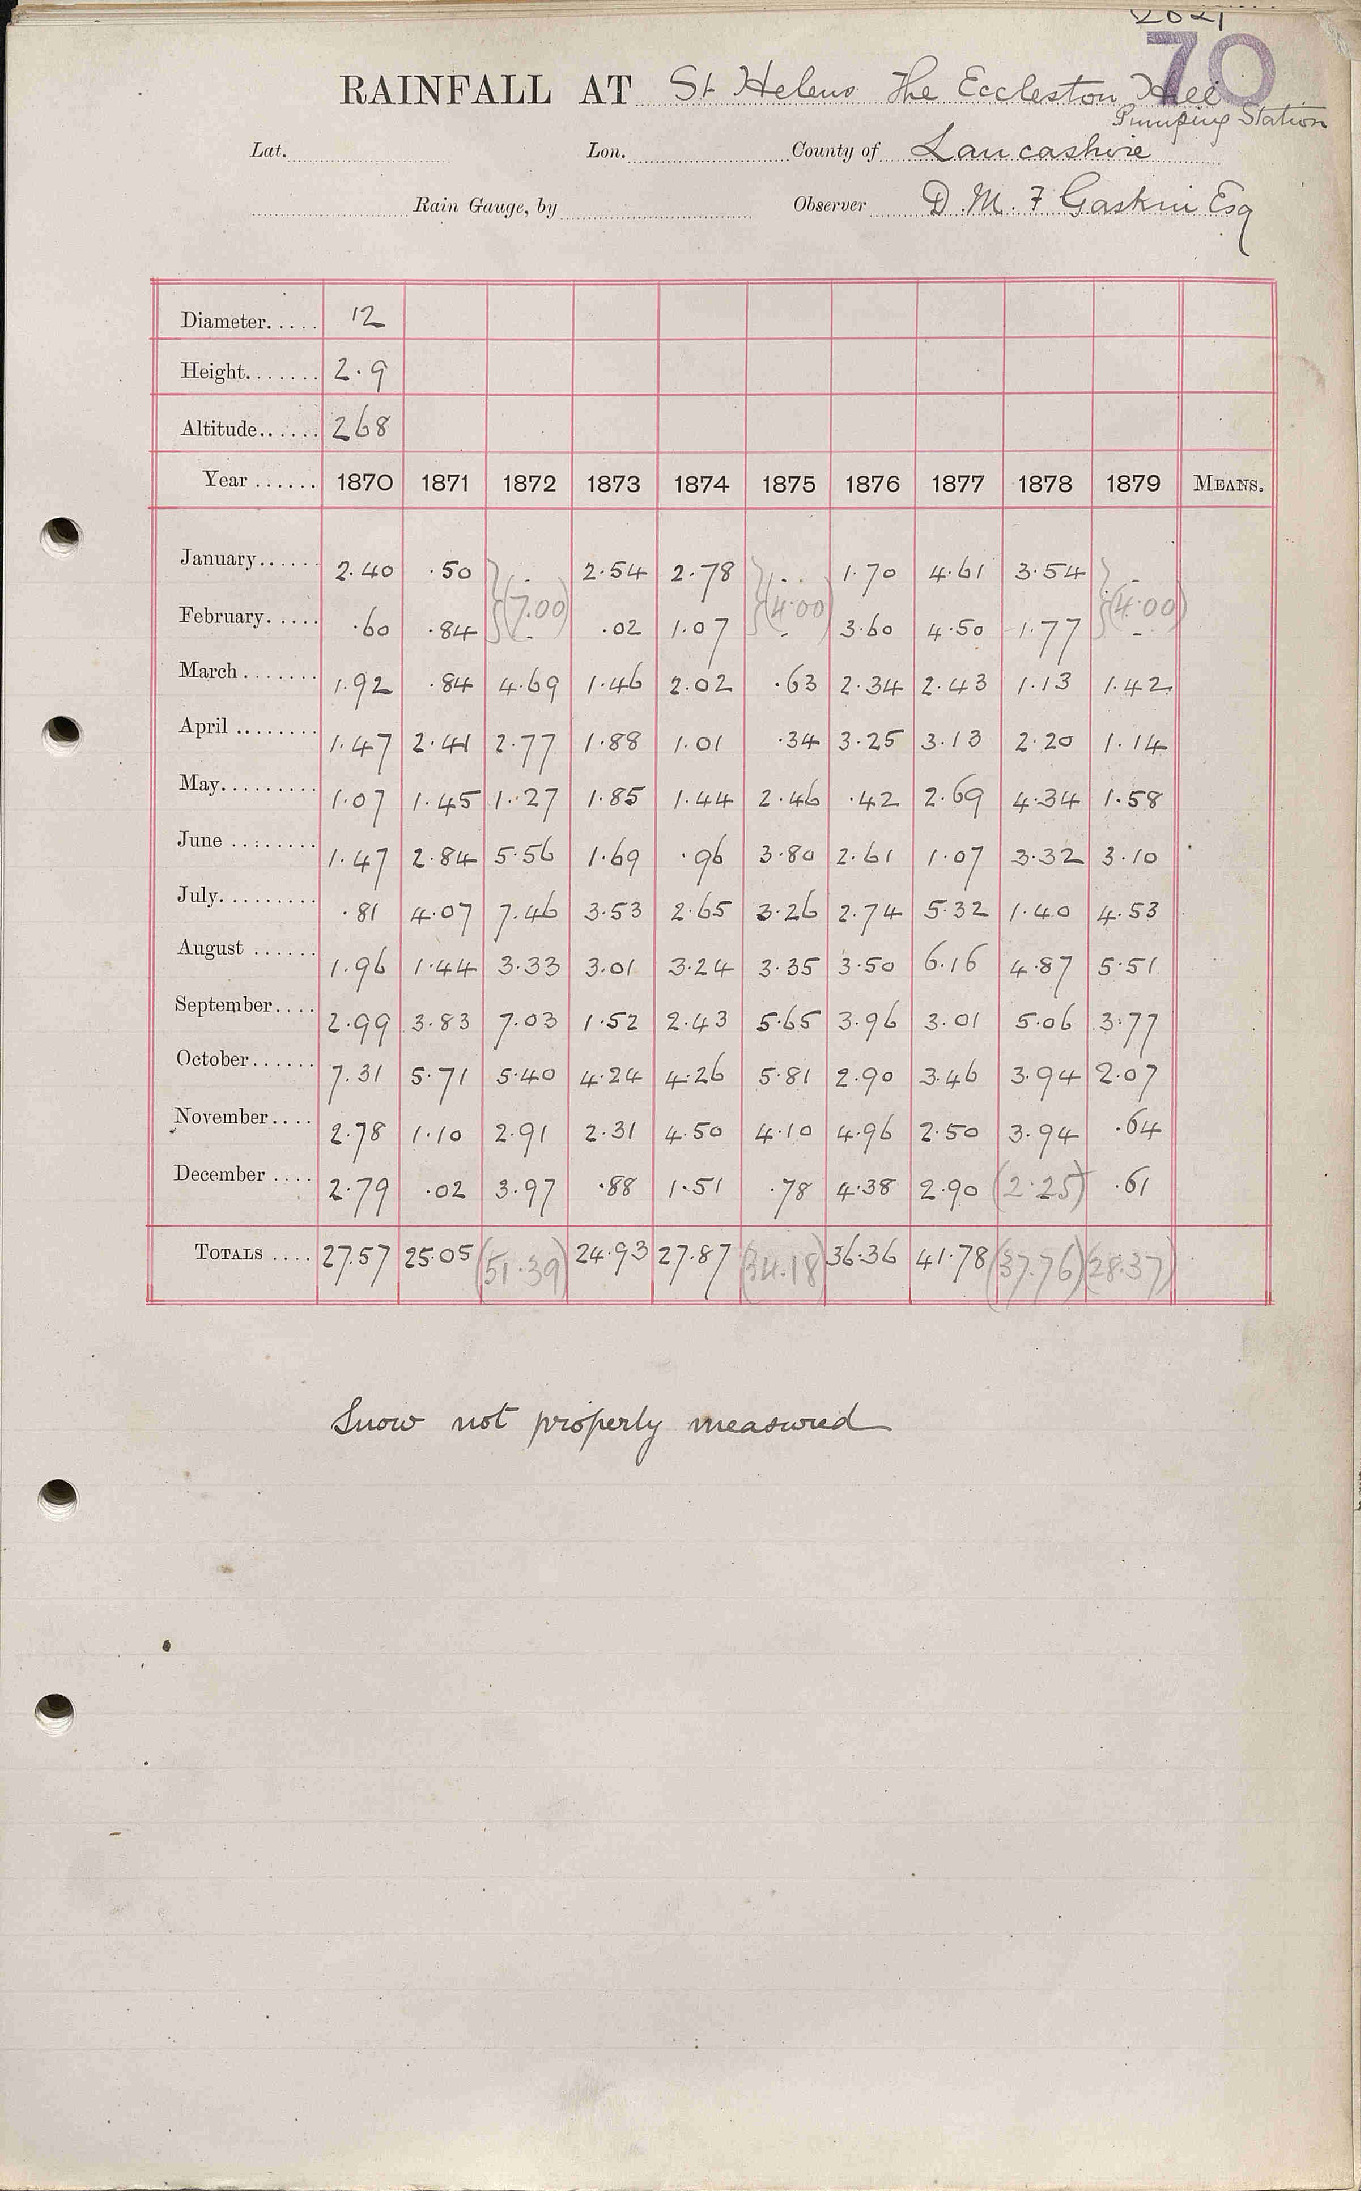 70
RAINFALL AT St Helens The Eccleston Hill
Pumping Station
Lat. Lon. County of Lancashire
Rain Gauge, by Observer D. M. F Gaskin Esq
Diameter..... 12
Height....... 2.9
Altitude...... 268
Year ...... 1870 1871 1872 1873 1874 1875 1876 1877 1878 1879 MEANS.
January...... 2.40 .50 } - 2.54 2.78 } - 1.70 4.61 3.54 } -
(7.00) (4.00) (4.00)
February..... .60 .84 - .02 1.07 - 3.60 4.50 1.77 -
March ....... 1.92 .84 4.69 1.46 2.02 .63 2.34 2.43 1.13 1.42
April ........ 1.47 2.41 2.77 1.88 1.01 .34 3.25 3.13 2.20 1.14
May......... 1.07 1.45 1.27 1.85 1.44 2.46 .42 2.69 4.34 1.58
June ........ 1.47 2.84 5.56 1.69 .96 3.80 2.61 1.07 3.32 3.10
July......... .81 4.07 7.46 3.53 2.65 3.26 2.74 5.32 1.40 4.53
August ...... 1.96 1.44 3.33 3.01 3.24 3.35 3.50 6.16 4.87 5.51
September.... 2.99 3.83 7.03 1.52 2.43 5.65 3.96 3.01 5.06 3.77
October...... 7.31 5.71 5.40 4.24 4.26 5.81 2.90 3.46 3.94 2.07
November.... 2.78 1.10 2.91 2.31 4.50 4.10 4.96 2.50 3.94 .64
December .... 2.79 .02 3.97 .88 1.51 .78 4.38 2.90 (2.25) .61
TOTALS .... 27.57 25.05 (51.39) 24.93 27.87 (34.18) 36.36 41.78 (37.76) (28.37)
Snow not properly measured